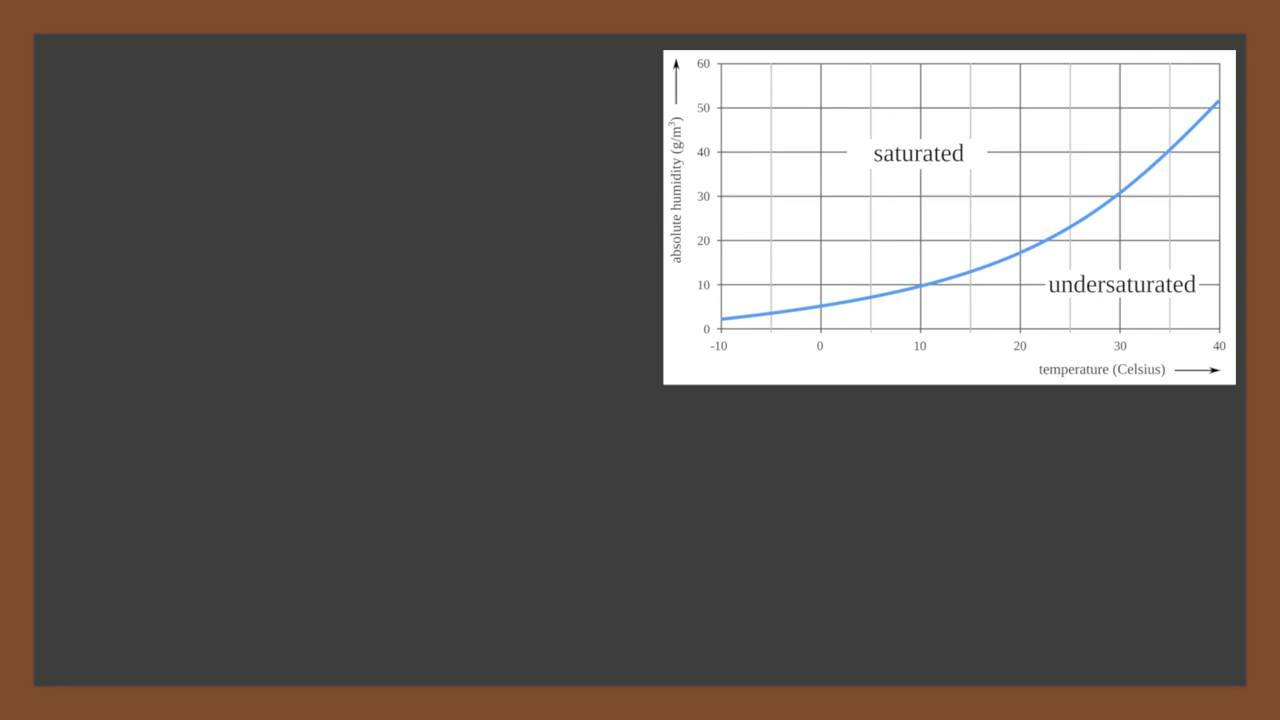 60
50
40
30
20
10
0
absolute humidity (g/m³)
saturated
undersaturated
-10 0 10 20 30 40
temperature (Celsius)